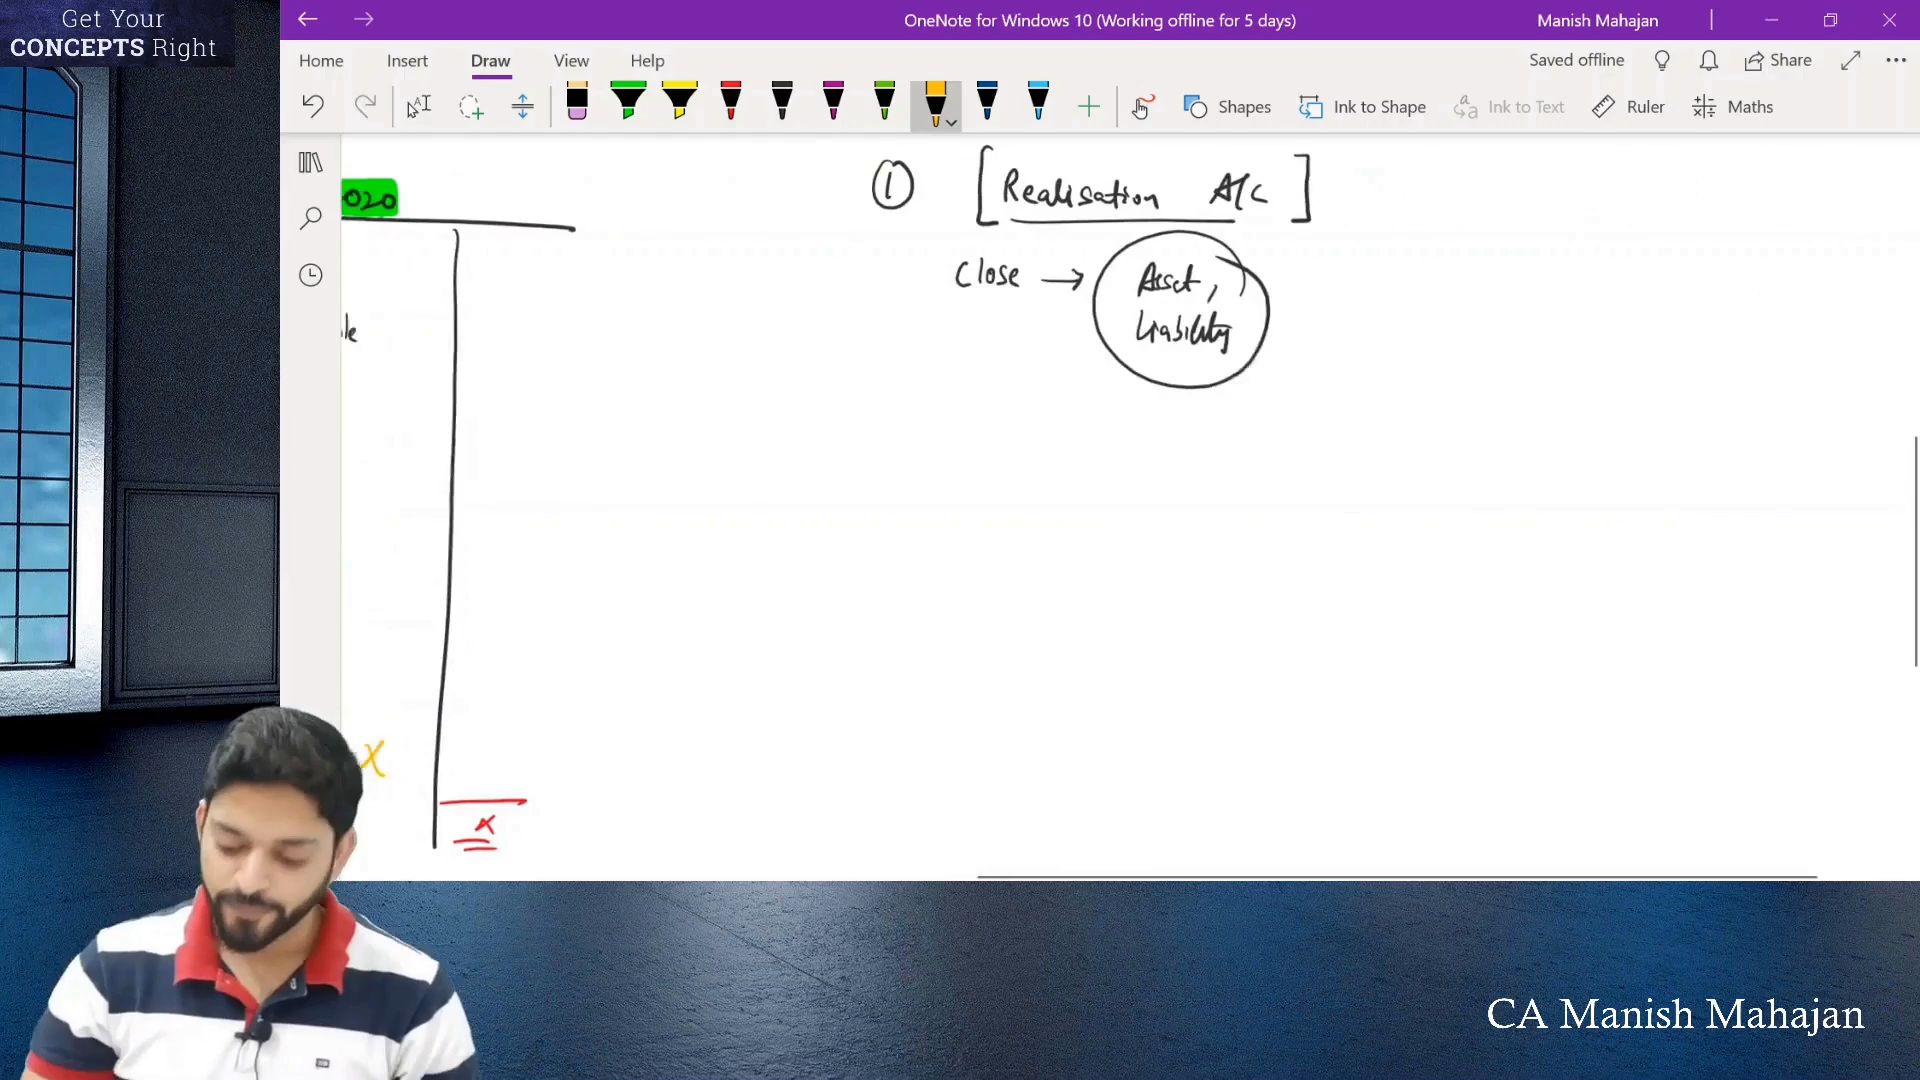 Get Your
CONCEPTS Right
OneNote for Windows 10 (Working offline for 5 days)
Manish Mahajan
Home Insert Draw View Help
Saved offline
Share
Shapes
Ink to Shape
Ink to Text
Ruler
Maths
020
① [Realisation A/C]
Close → Asset,
Liability
le
X
x
CA Manish Mahajan